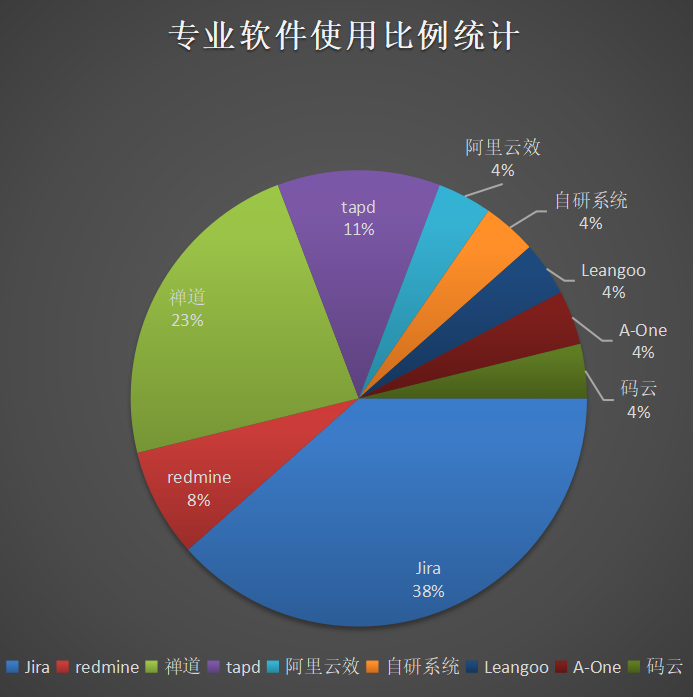 专业软件使用比例统计
阿里云效
4%
自研系统
4%
tapd
11%
Leangoo
4%
禅道
23%
A-One
4%
码云
4%
redmine
8%
Jira
38%
Jira redmine 禅道 tapd 阿里云效 自研系统 Leangoo A-One 码云